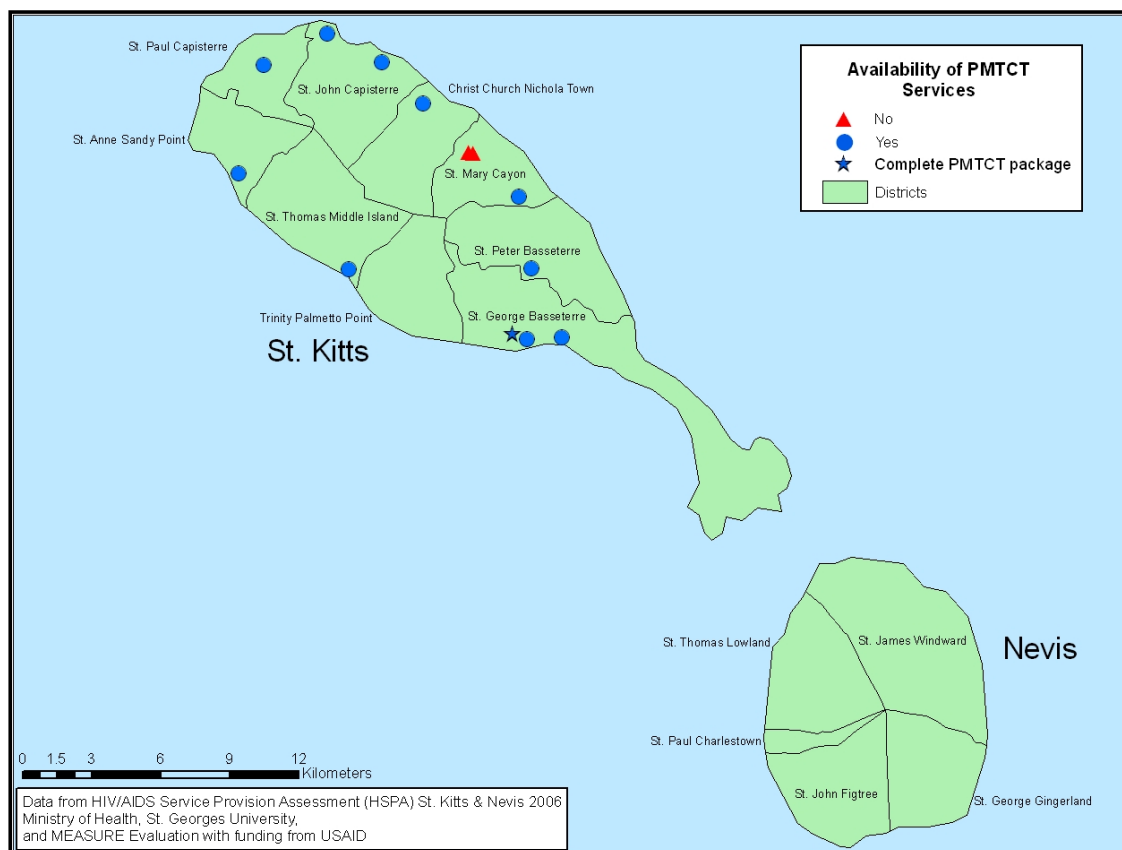 St. Paul Capisterre
St. John Capisterre
Christ Church Nichola Town
St. Anne Sandy Point
St. Mary Cayon
St. Thomas Middle Island
St. Peter Basseterre
Trinity Palmetto Point
St. George Basseterre
St. Kitts
Availability of PMTCT
Services
No
Yes
Complete PMTCT package
Districts
St. Thomas Lowland
St. James Windward
Nevis
St. Paul Charlestown
St. John Figtree
St. George Gingerland
0 1.5 3 6 9 12
Kilometers
Data from HIV/AIDS Service Provision Assessment (HSPA) St. Kitts & Nevis 2006
Ministry of Health, St. Georges University,
and MEASURE Evaluation with funding from USAID